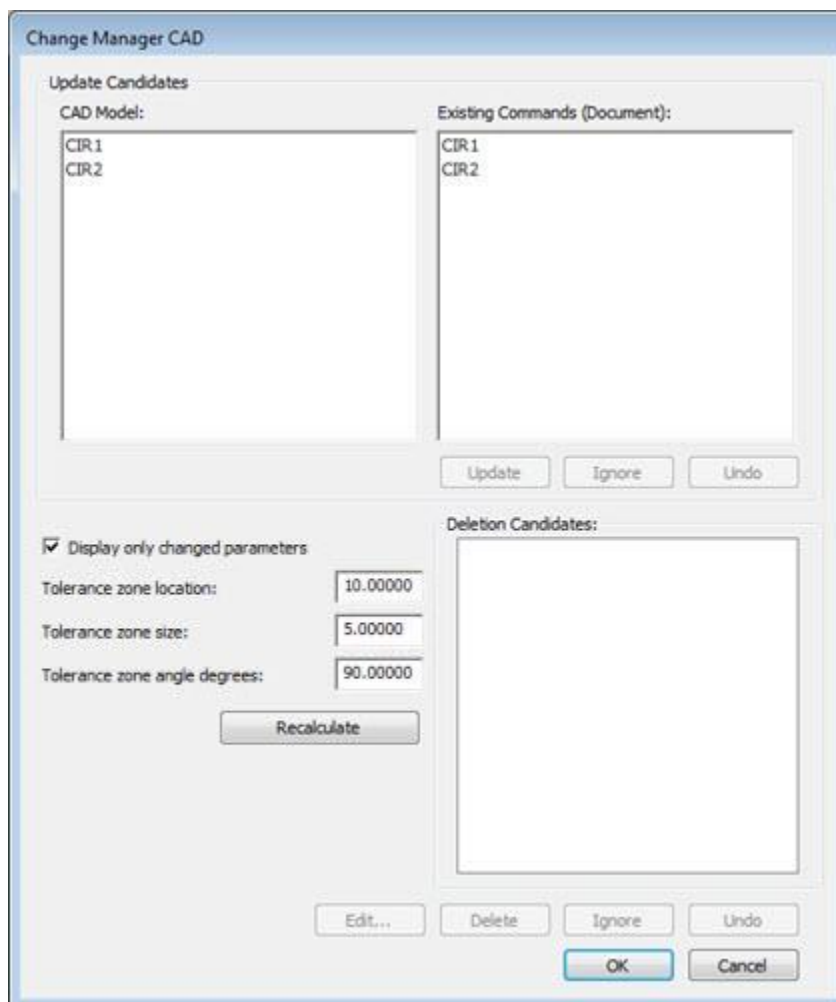 Change Manager CAD
Update Candidates
CAD Model:
CIR1
CIR2
Existing Commands (Document):
CIR1
CIR2
Update
Ignore
Undo
Display only changed parameters
Tolerance zone location:
10.00000
Tolerance zone size:
5.00000
Tolerance zone angle degrees:
90.00000
Recalculate
Deletion Candidates:
Edit...
Delete
Ignore
Undo
OK
Cancel